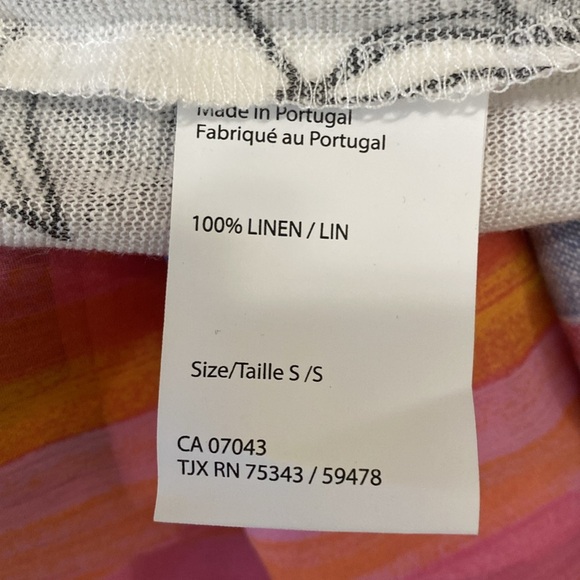 Made in Portugal
Fabriqué au Portugal
100% LINEN / LIN
Size/Taille S /S
CA 07043
TJX RN 75343 / 59478